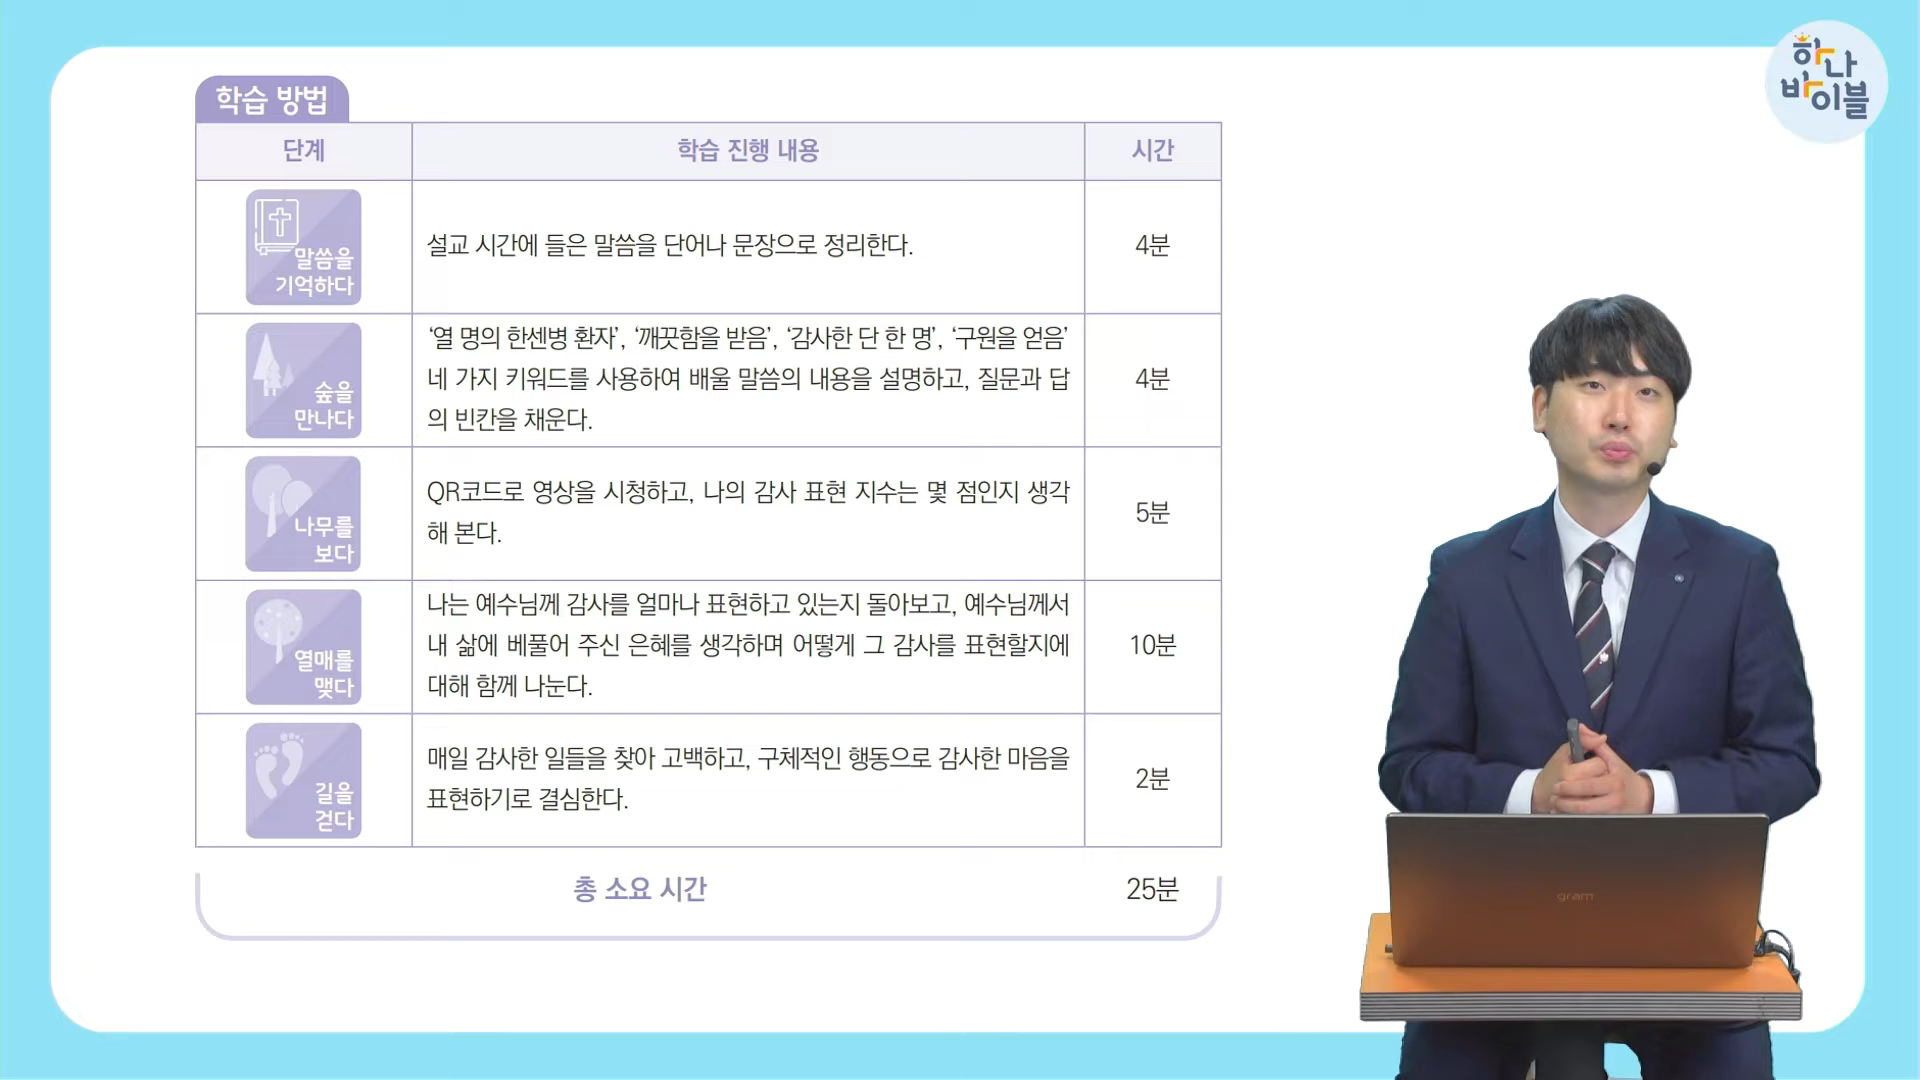 하나
바이블
학습 방법
단계 학습 진행 내용 시간
말씀을
기억하다
설교 시간에 들은 말씀을 단어나 문장으로 정리한다.
4분
숲을
만나다
‘열 명의 한센병 환자’, ‘깨끗함을 받음’, ‘감사한 단 한 명’, ‘구원을 얻음’
네 가지 키워드를 사용하여 배울 말씀의 내용을 설명하고, 질문과 답
의 빈칸을 채운다.
4분
나무를
보다
QR코드로 영상을 시청하고, 나의 감사 표현 지수는 몇 점인지 생각
해 본다.
5분
열매를
맺다
나는 예수님께 감사를 얼마나 표현하고 있는지 돌아보고, 예수님께서
내 삶에 베풀어 주신 은혜를 생각하며 어떻게 그 감사를 표현할지에
대해 함께 나눈다.
10분
길을
걷다
매일 감사한 일들을 찾아 고백하고, 구체적인 행동으로 감사한 마음을
표현하기로 결심한다.
2분
총 소요 시간 25분
gram